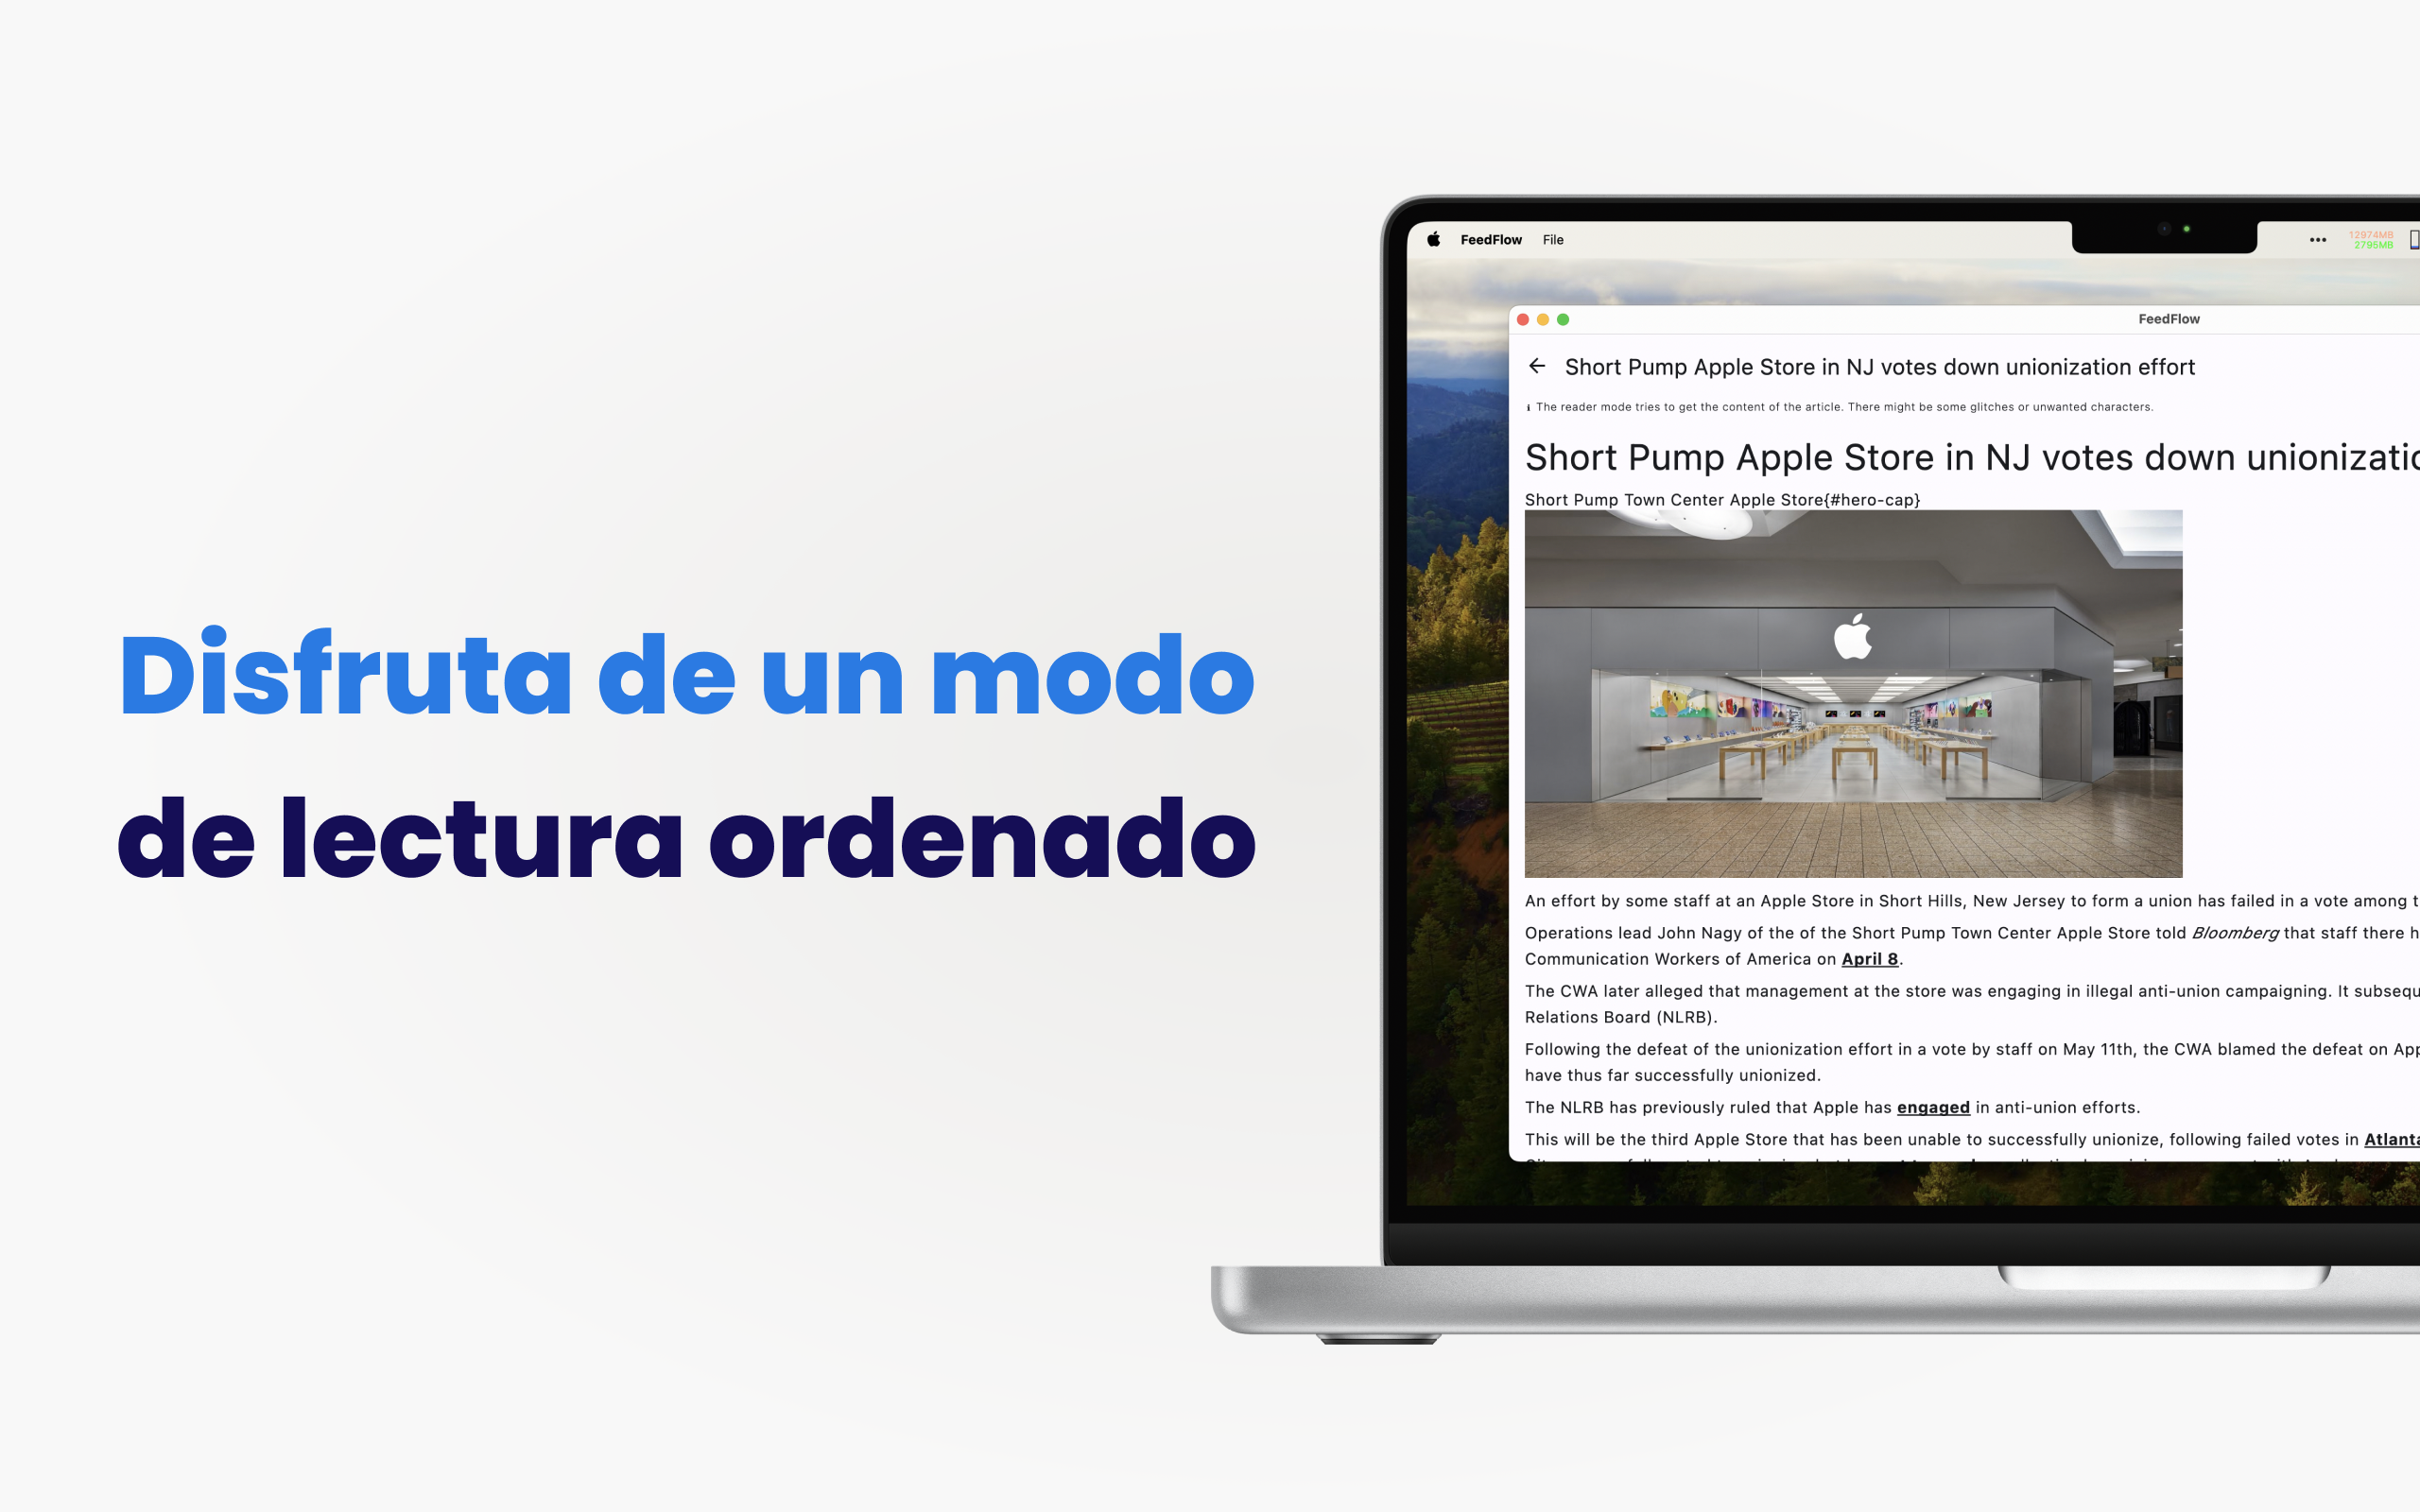 Disfruta de un modo
de lectura ordenado
FeedFlow File
12974MB
2795MB
FeedFlow
Short Pump Apple Store in NJ votes down unionization effort
The reader mode tries to get the content of the article. There might be some glitches or unwanted characters.
Short Pump Apple Store in NJ votes down
Short Pump Town Center Apple Store{#hero-cap}
An effort by some staff at an Apple Store in Short Hills, New Jersey to form a union has failed in a vote among
Operations lead John Nagy of the of the Short Pump Town Center Apple Store told Bloomberg that staff there
Communication Workers of America on April 8.
The CWA later alleged that management at the store was engaging in illegal anti-union campaigning. It
Relations Board (NLRB).
Following the defeat of the unionization effort in a vote by staff on May 11th, the CWA blamed the defeat on
have thus far successfully unionized.
The NLRB has previously ruled that Apple has engaged in anti-union efforts.
This will be the third Apple Store that has been unable to successfully unionize, following failed votes in